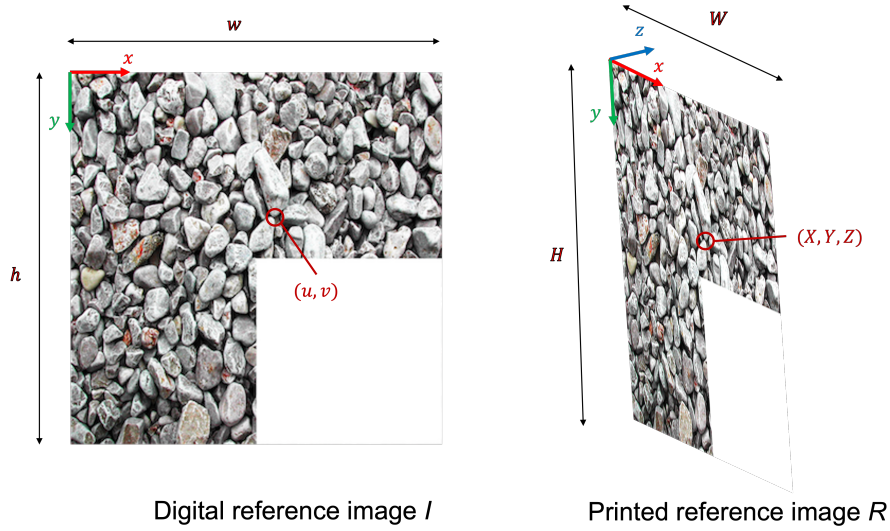 w
W
z
x
x
y
y
h
H
(u, v)
(X, Y, Z)
Digital reference image I
Printed reference image R